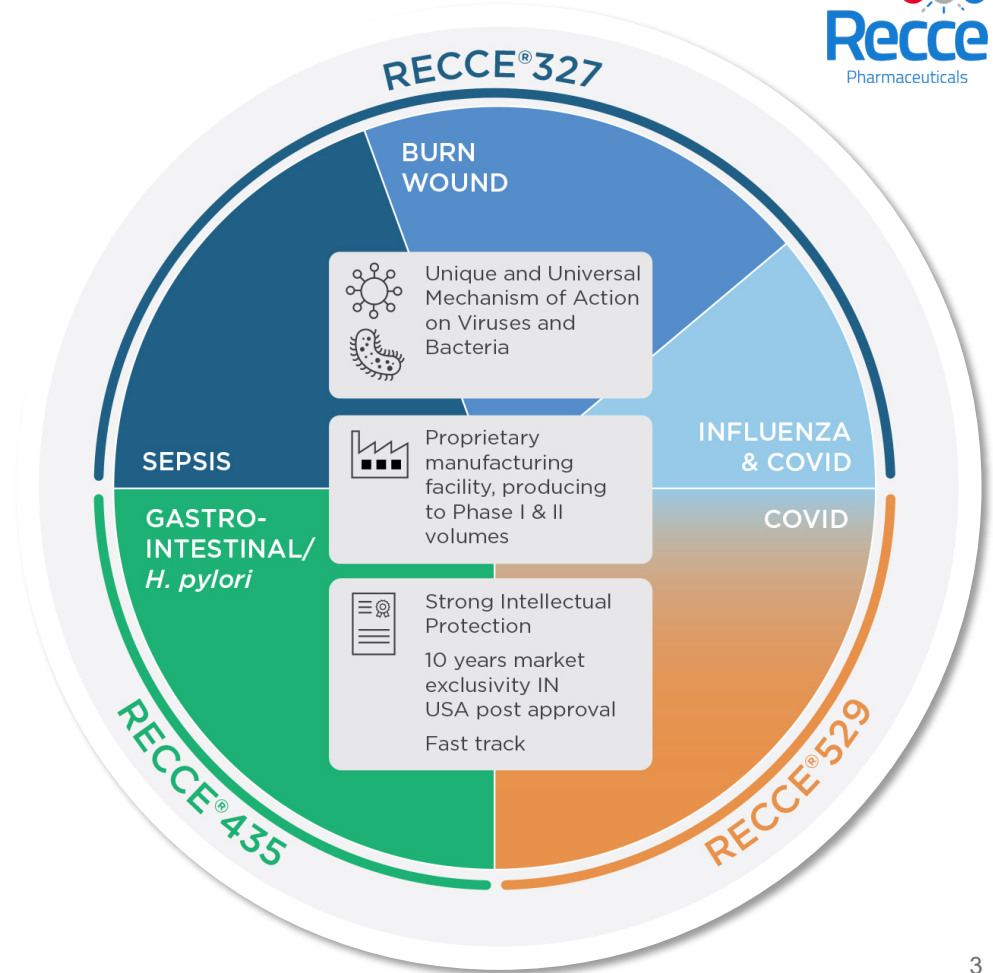 Recce
Pharmaceuticals
RECCE®327
BURN
WOUND
Unique and Universal
Mechanism of Action
on Viruses and
Bacteria
SEPSIS
INFLUENZA
& COVID
Proprietary
manufacturing
facility, producing
to Phase I & II
volumes
GASTRO-
INTESTINAL/
H. pylori
COVID
Strong Intellectual
Protection
10 years market
exclusivity IN
USA post approval
Fast track
RECCE®435
RECCE®529
3